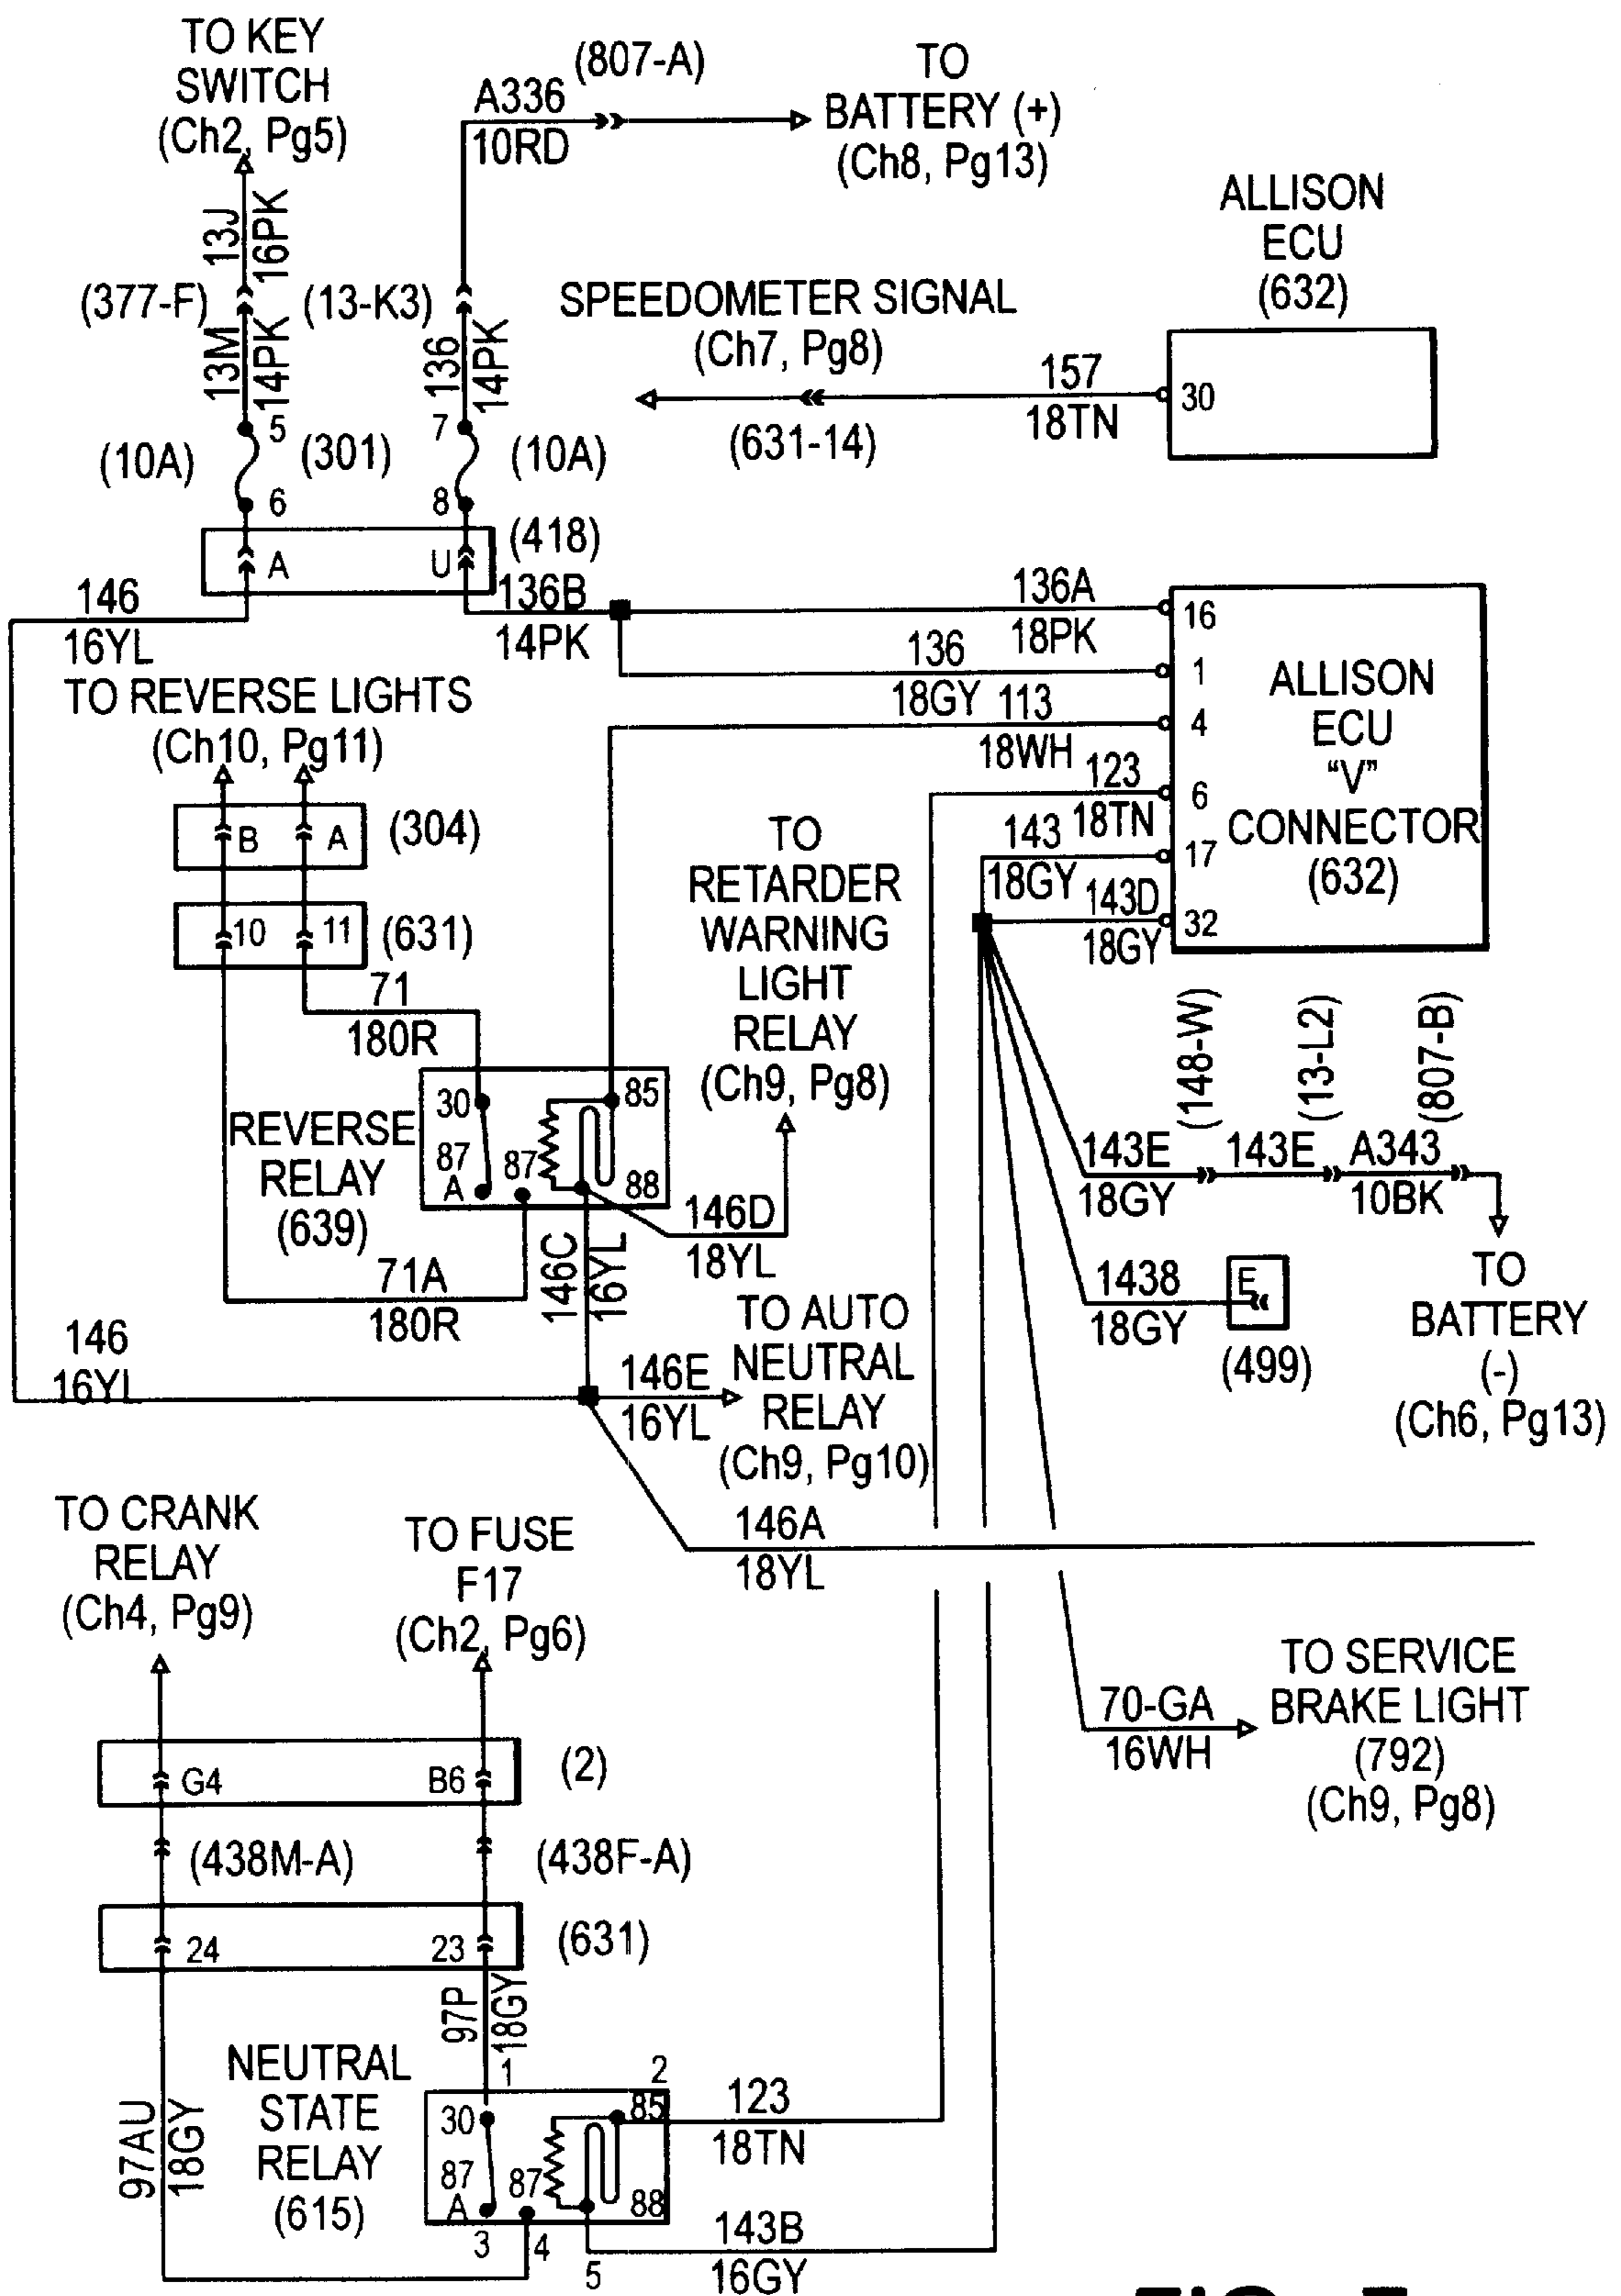 TO KEY
SWITCH
(Ch2, Pg5)
(807-A)
A336
10RD
TO
BATTERY (+)
(Ch8, Pg13)
13J
16PK
(377-F)
(13-K3)
13M
14PK
136
14PK
SPEEDOMETER SIGNAL
(Ch7, Pg8)
157
18TN
(631-14)
ALLISON
ECU
(632)
30
5
(301)
7
(10A)
(10A)
6
8
(418)
A
U
146
16YL
136B
14PK
136A
18PK
136
18GY
113
18WH
123
18TN
143
18GY
143D
18GY
16
1
4
6
17
32
ALLISON
ECU
“V”
CONNECTOR
(632)
TO REVERSE LIGHTS
(Ch10, Pg11)
B
A
(304)
10
11
(631)
71
180R
TO
RETARDER
WARNING
LIGHT
RELAY
(Ch9, Pg8)
REVERSE
RELAY
(639)
30
87
A
87
85
88
146D
18YL
146C
16YL
71A
180R
146
16YL
146E
16YL
TO AUTO
NEUTRAL
RELAY
(Ch9, Pg10)
(148-W)
(13-L2)
(807-B)
143E
18GY
143E
A343
10BK
1438
18GY
E
(499)
TO
BATTERY
(-)
(Ch6, Pg13)
146A
18YL
TO CRANK
RELAY
(Ch4, Pg9)
TO FUSE
F17
(Ch2, Pg6)
70-GA
16WH
TO SERVICE
BRAKE LIGHT
(792)
(Ch9, Pg8)
G4
B6
(2)
(438M-A)
(438F-A)
24
23
(631)
97P
18GY
97AU
18GY
NEUTRAL
STATE
RELAY
(615)
1
2
30
87
A
87
85
88
3
4
5
123
18TN
143B
16GY